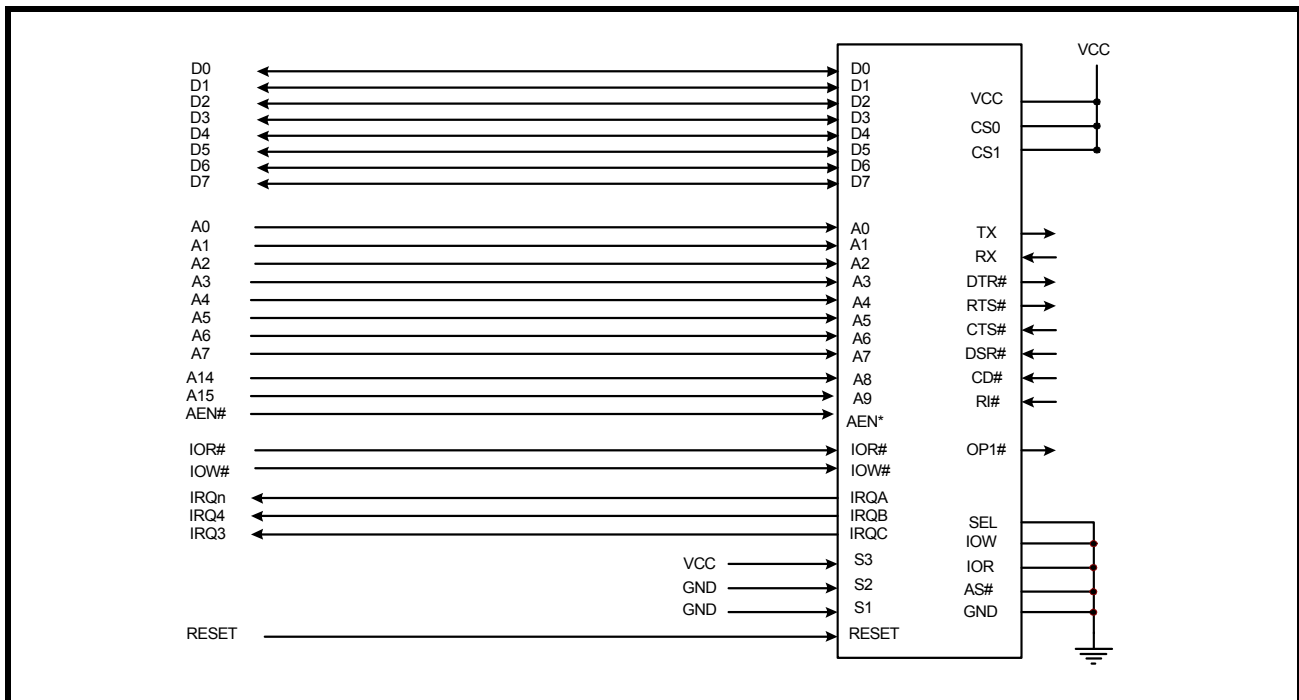 D0
D1
D2
D3
D4
D5
D6
D7
A0
A1
A2
A3
A4
A5
A6
A7
A14
A15
AEN#
IOR#
IOW#
IRQn
IRQ4
IRQ3
VCC
GND
GND
RESET
D0
D1
D2
D3
D4
D5
D6
D7
A0
A1
A2
A3
A4
A5
A6
A7
A8
A9
AEN*
IOR#
IOW#
IRQA
IRQB
IRQC
S3
S2
S1
RESET
VCC
CS0
CS1
TX
RX
DTR#
RTS#
CTS#
DSR#
CD#
RI#
OP1#
SEL
IOW
IOR
AS#
GND
VCC